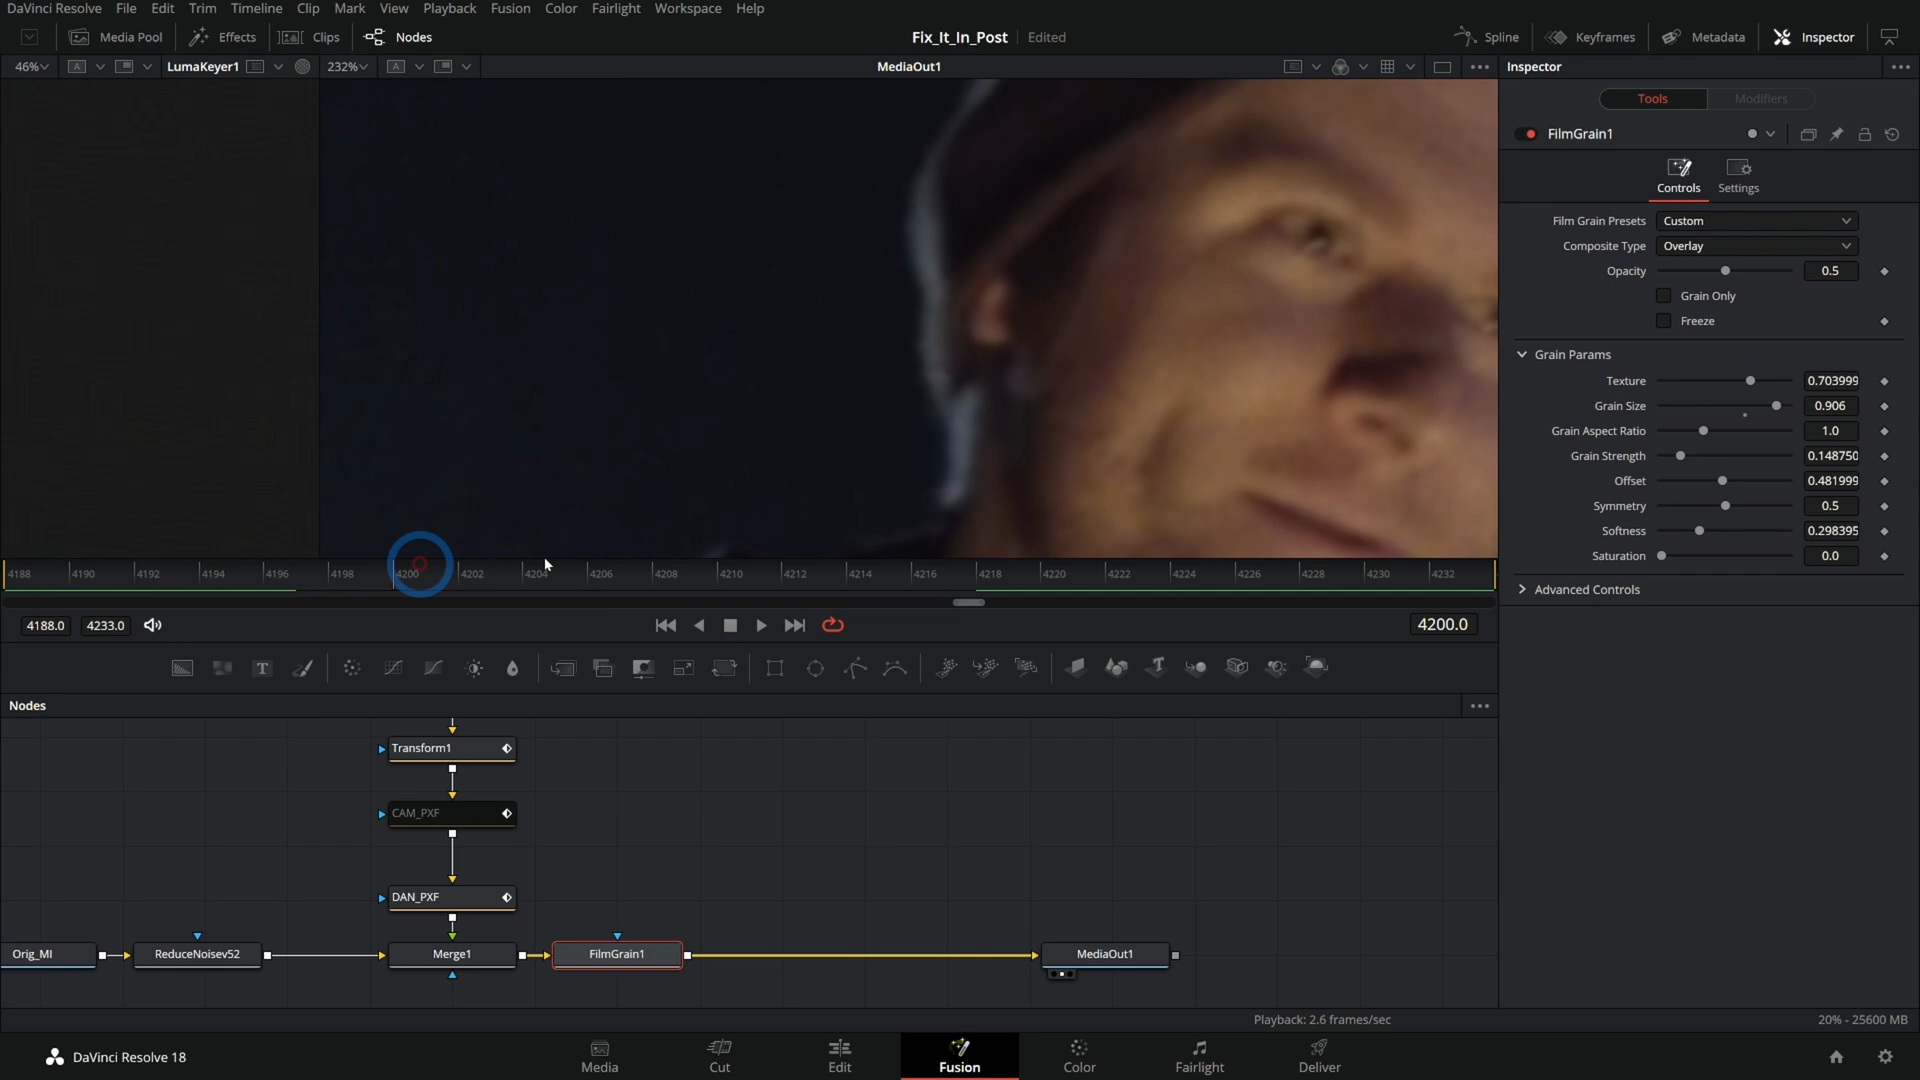 DaVinci Resolve File Edit Trim Timeline Clip Mark View Playback Fusion Color Fairlight Workspace Help
Media Pool Effects Clips Nodes Fix_It_In_Post Edited Spline Keyframes Metadata Inspector
46% A LumaKeyer1 232% A MediaOut1 Inspector
Tools Modifiers
FilmGrain1
Controls Settings
Film Grain Presets Custom
Composite Type Overlay
Opacity 0.5
Grain Only
Freeze
Grain Params
Texture 0.703999
Grain Size 0.906
Grain Aspect Ratio 1.0
Grain Strength 0.148750
Offset 0.481999
Symmetry 0.5
Softness 0.298395
Saturation 0.0
Advanced Controls
4188 4190 4192 4194 4196 4198 4200 4202 4204 4206 4208 4210 4212 4214 4216 4218 4220 4222 4224 4226 4228 4230 4232
4188.0 4233.0 4200.0
T
Nodes
Transform1
CAM_PXF
DAN_PXF
Orig_MI ReduceNoisev52 Merge1 FilmGrain1 MediaOut1
Playback: 2.6 frames/sec 20% - 25600 MB
DaVinci Resolve 18 Media Cut Edit Fusion Color Fairlight Deliver